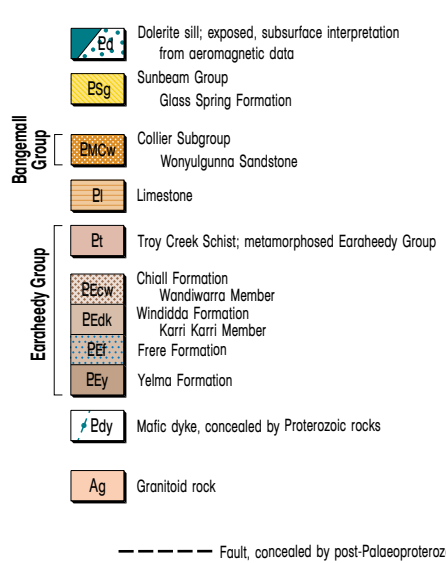 Pd
Dolerite sill; exposed, subsurface interpretation
from aeromagnetic data
PSg
Sunbeam Group
Glass Spring Formation
Bangemall
Group
PMCw
Collier Subgroup
Wonyulgunna Sandstone
Pl
Limestone
Earaheedy Group
Pt
Troy Creek Schist; metamorphosed Earaheedy Group
PEcw
Chiall Formation
Wandiwarra Member
PEdk
Windidda Formation
Karri Karri Member
PEf
Frere Formation
PEy
Yelma Formation
Pdy
Mafic dyke, concealed by Proterozoic rocks
Ag
Granitoid rock
Fault, concealed by post-Palaeoproteroz